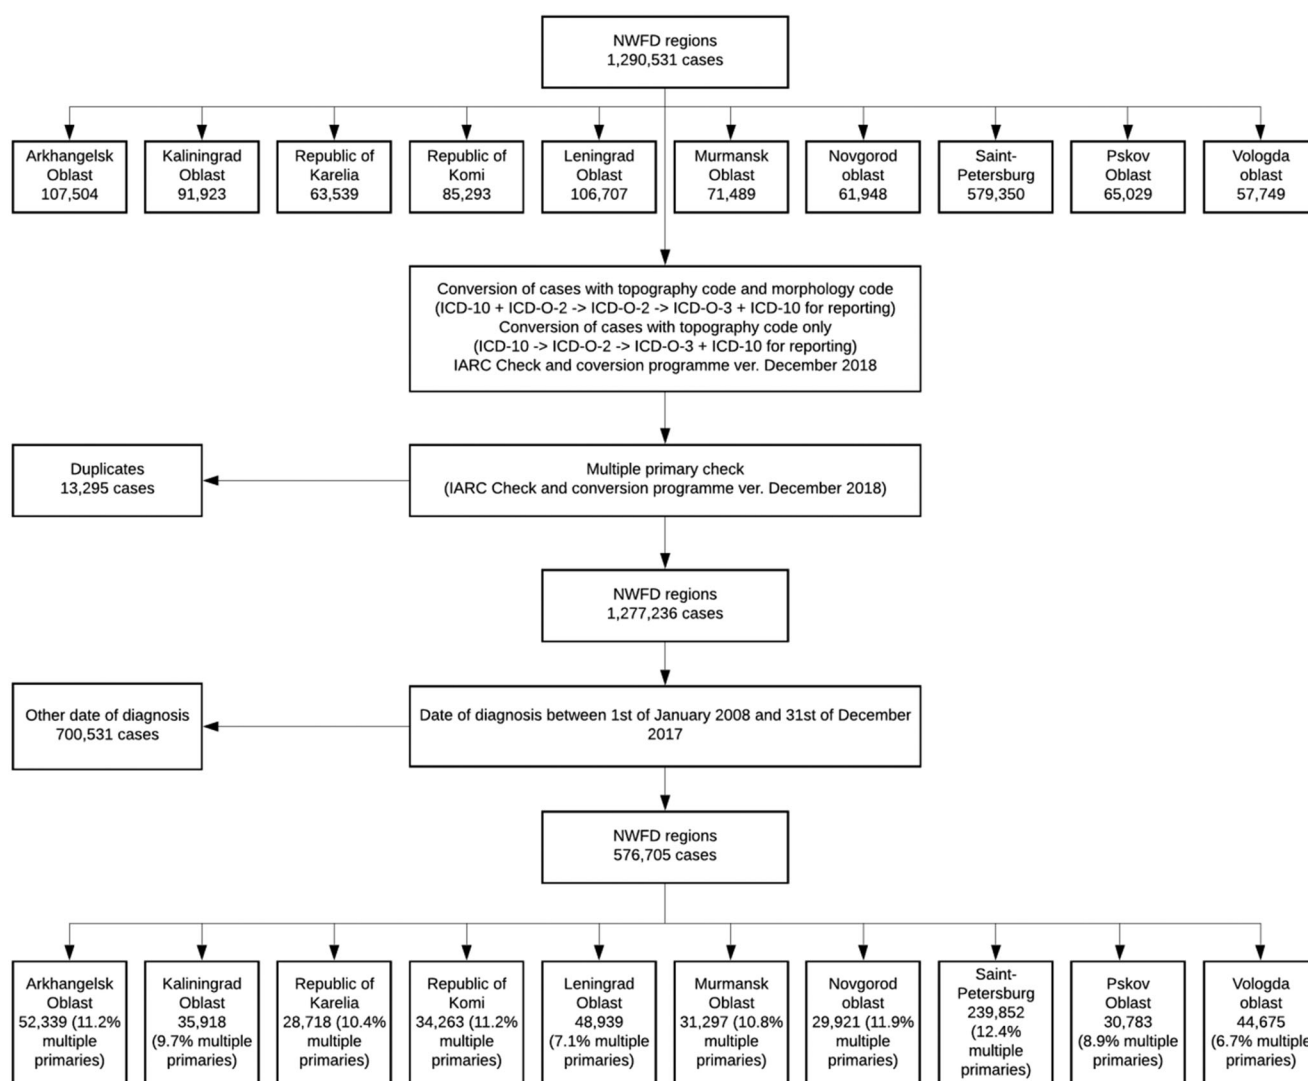 NWFD regions
1,290,531 cases
Arkhangelsk
Oblast
107,504
Kaliningrad
Oblast
91,923
Republic of
Karelia
63,539
Republic of
Komi
85,293
Leningrad
Oblast
106,707
Murmansk
Oblast
71,489
Novgorod
oblast
61,948
Saint-
Petersburg
579,350
Pskov
Oblast
65,029
Vologda
oblast
57,749
Conversion of cases with topography code and morphology code
(ICD-10 + ICD-O-2 -> ICD-O-2 -> ICD-O-3 + ICD-10 for reporting)
Conversion of cases with topography code only
(ICD-10 -> ICD-O-2 -> ICD-O-3 + ICD-10 for reporting)
IARC Check and coversion programme ver. December 2018
Duplicates
13,295 cases
Multiple primary check
(IARC Check and conversion programme ver. December 2018)
NWFD regions
1,277,236 cases
Other date of diagnosis
700,531 cases
Date of diagnosis between 1st of January 2008 and 31st of December
2017
NWFD regions
576,705 cases
Arkhangelsk
Oblast
52,339 (11.2%
multiple
primaries)
Kaliningrad
Oblast
35,918
(9.7% multiple
primaries)
Republic of
Karelia
28,718 (10.4%
multiple
primaries)
Republic of
Komi
34,263 (11.2%
multiple
primaries)
Leningrad
Oblast
48,939
(7.1% multiple
primaries)
Murmansk
Oblast
31,297 (10.8%
multiple
primaries)
Novgorod
oblast
29,921 (11.9%
multiple
primaries)
Saint-
Petersburg
239,852
(12.4%
multiple
primaries)
Pskov
Oblast
30,783
(8.9% multiple
primaries)
Vologda
oblast
44,675
(6.7% multiple
primaries)